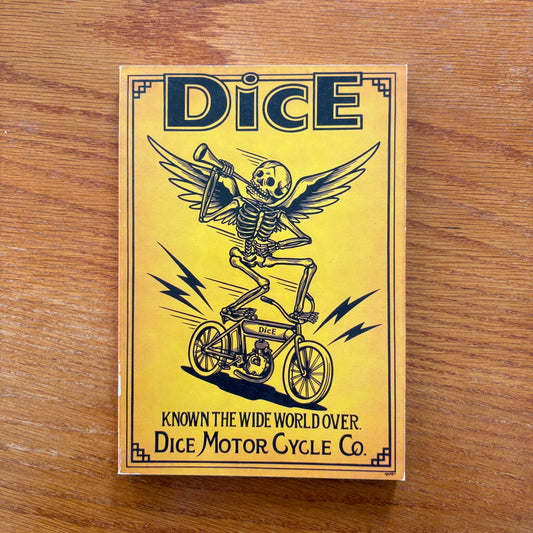 DicE
DicE
KNOWN THE WIDE WORLD OVER.
DICE MOTOR CYCLE CO.